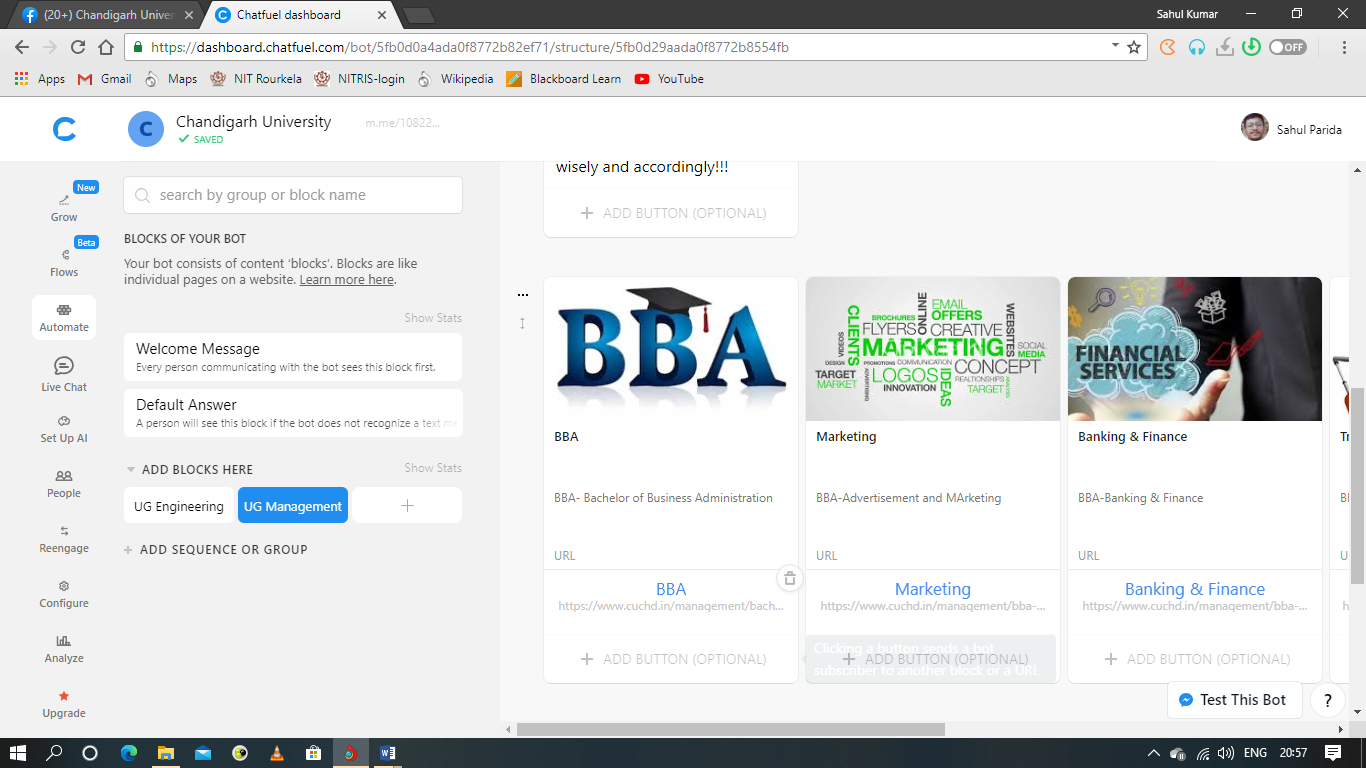 (20+) Chandigarh Univer
Chatfuel dashboard
Sahul Kumar
https://dashboard.chatfuel.com/bot/5fb0d0a4ada0f8772b82ef71/structure/5fb0d29aada0f8772b8554fb
OFF
Apps
Gmail
Maps
NIT Rourkela
NITRIS-login
Wikipedia
Blackboard Learn
YouTube
C
Chandigarh University
m.me/10822...
SAVED
Sahul Parida
New
Grow
Beta
Flows
Automate
Live Chat
Set Up AI
People
Reengage
Configure
Analyze
Upgrade
search by group or block name
BLOCKS OF YOUR BOT
Your bot consists of content ‘blocks’. Blocks are like
individual pages on a website. Learn more here.
Show Stats
Welcome Message
Every person communicating with the bot sees this block first.
Default Answer
A person will see this block if the bot does not recognize a text me
ADD BLOCKS HERE
Show Stats
UG Engineering
UG Management
+
+ ADD SEQUENCE OR GROUP
wisely and accordingly!!!
+ ADD BUTTON (OPTIONAL)
...
BBA
BBA
BBA- Bachelor of Business Administration
URL
BBA
https://www.cuchd.in/management/bach...
+ ADD BUTTON (OPTIONAL)
CLIENTS
VIDEOS
BROCHURES
FLYERS
ONLINE
EMAIL
OFFERS
CREATIVE
WEBSITES
MARKETING
SOCIAL
MEDIA
DESIGN
PROMOTIONS
COMMUNICATION
CONCEPT
TARGET
MARKET
ADVERTISING
LOGOS
INNOVATION
IDEAS
RELATIONSHIPS
TARGET
ANALYSIS
Marketing
BBA-Advertisement and MArketing
URL
Marketing
https://www.cuchd.in/management/bba-...
+ ADD BUTTON (OPTIONAL)
Clicking a button sends a bot
subscriber to another block or a URL
FINANCIAL
SERVICES
Banking & Finance
BBA-Banking & Finance
URL
Banking & Finance
https://www.cuchd.in/management/bba-...
+ ADD BUTTON (OPTIONAL)
Test This Bot
?
ENG
20:57